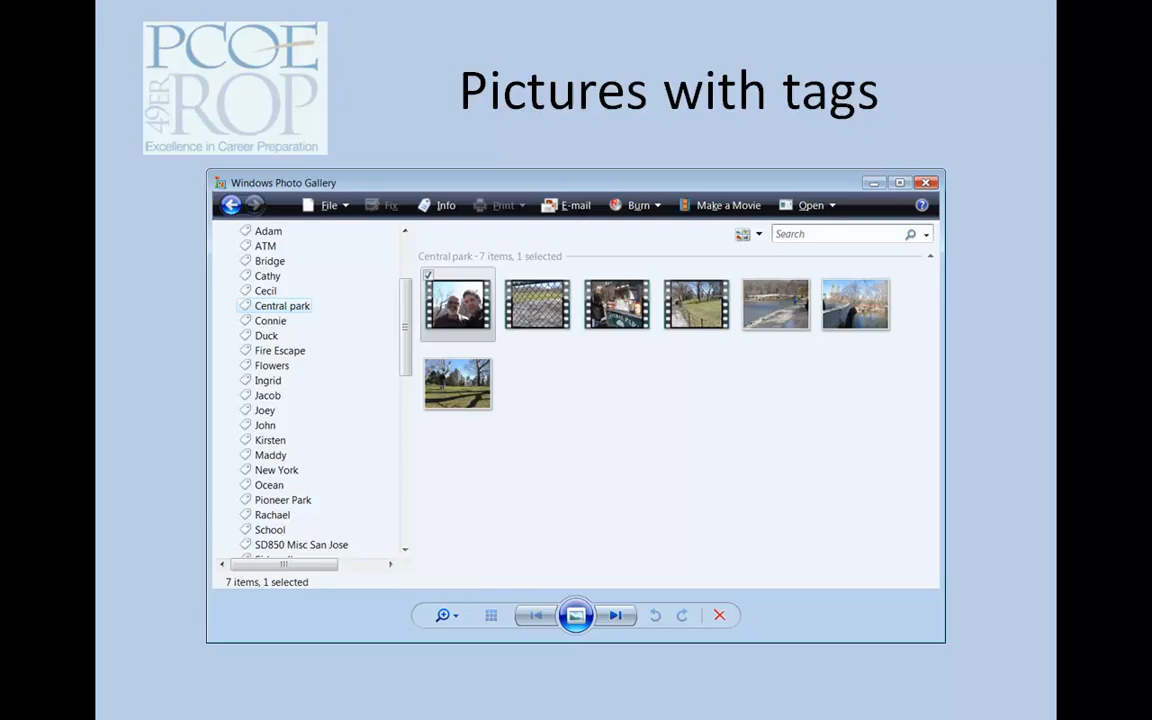 PCOE
49ER
ROP
Excellence in Career Preparation
Pictures with tags
Windows Photo Gallery
File Fix Info Print E-mail Burn Make a Movie Open
Search
Adam
ATM
Bridge
Cathy
Cecil
Central park
Connie
Duck
Fire Escape
Flowers
Ingrid
Jacob
Joey
John
Kirsten
Maddy
New York
Ocean
Pioneer Park
Rachael
School
SD850 Misc San Jose
Central park - 7 items, 1 selected
7 items, 1 selected